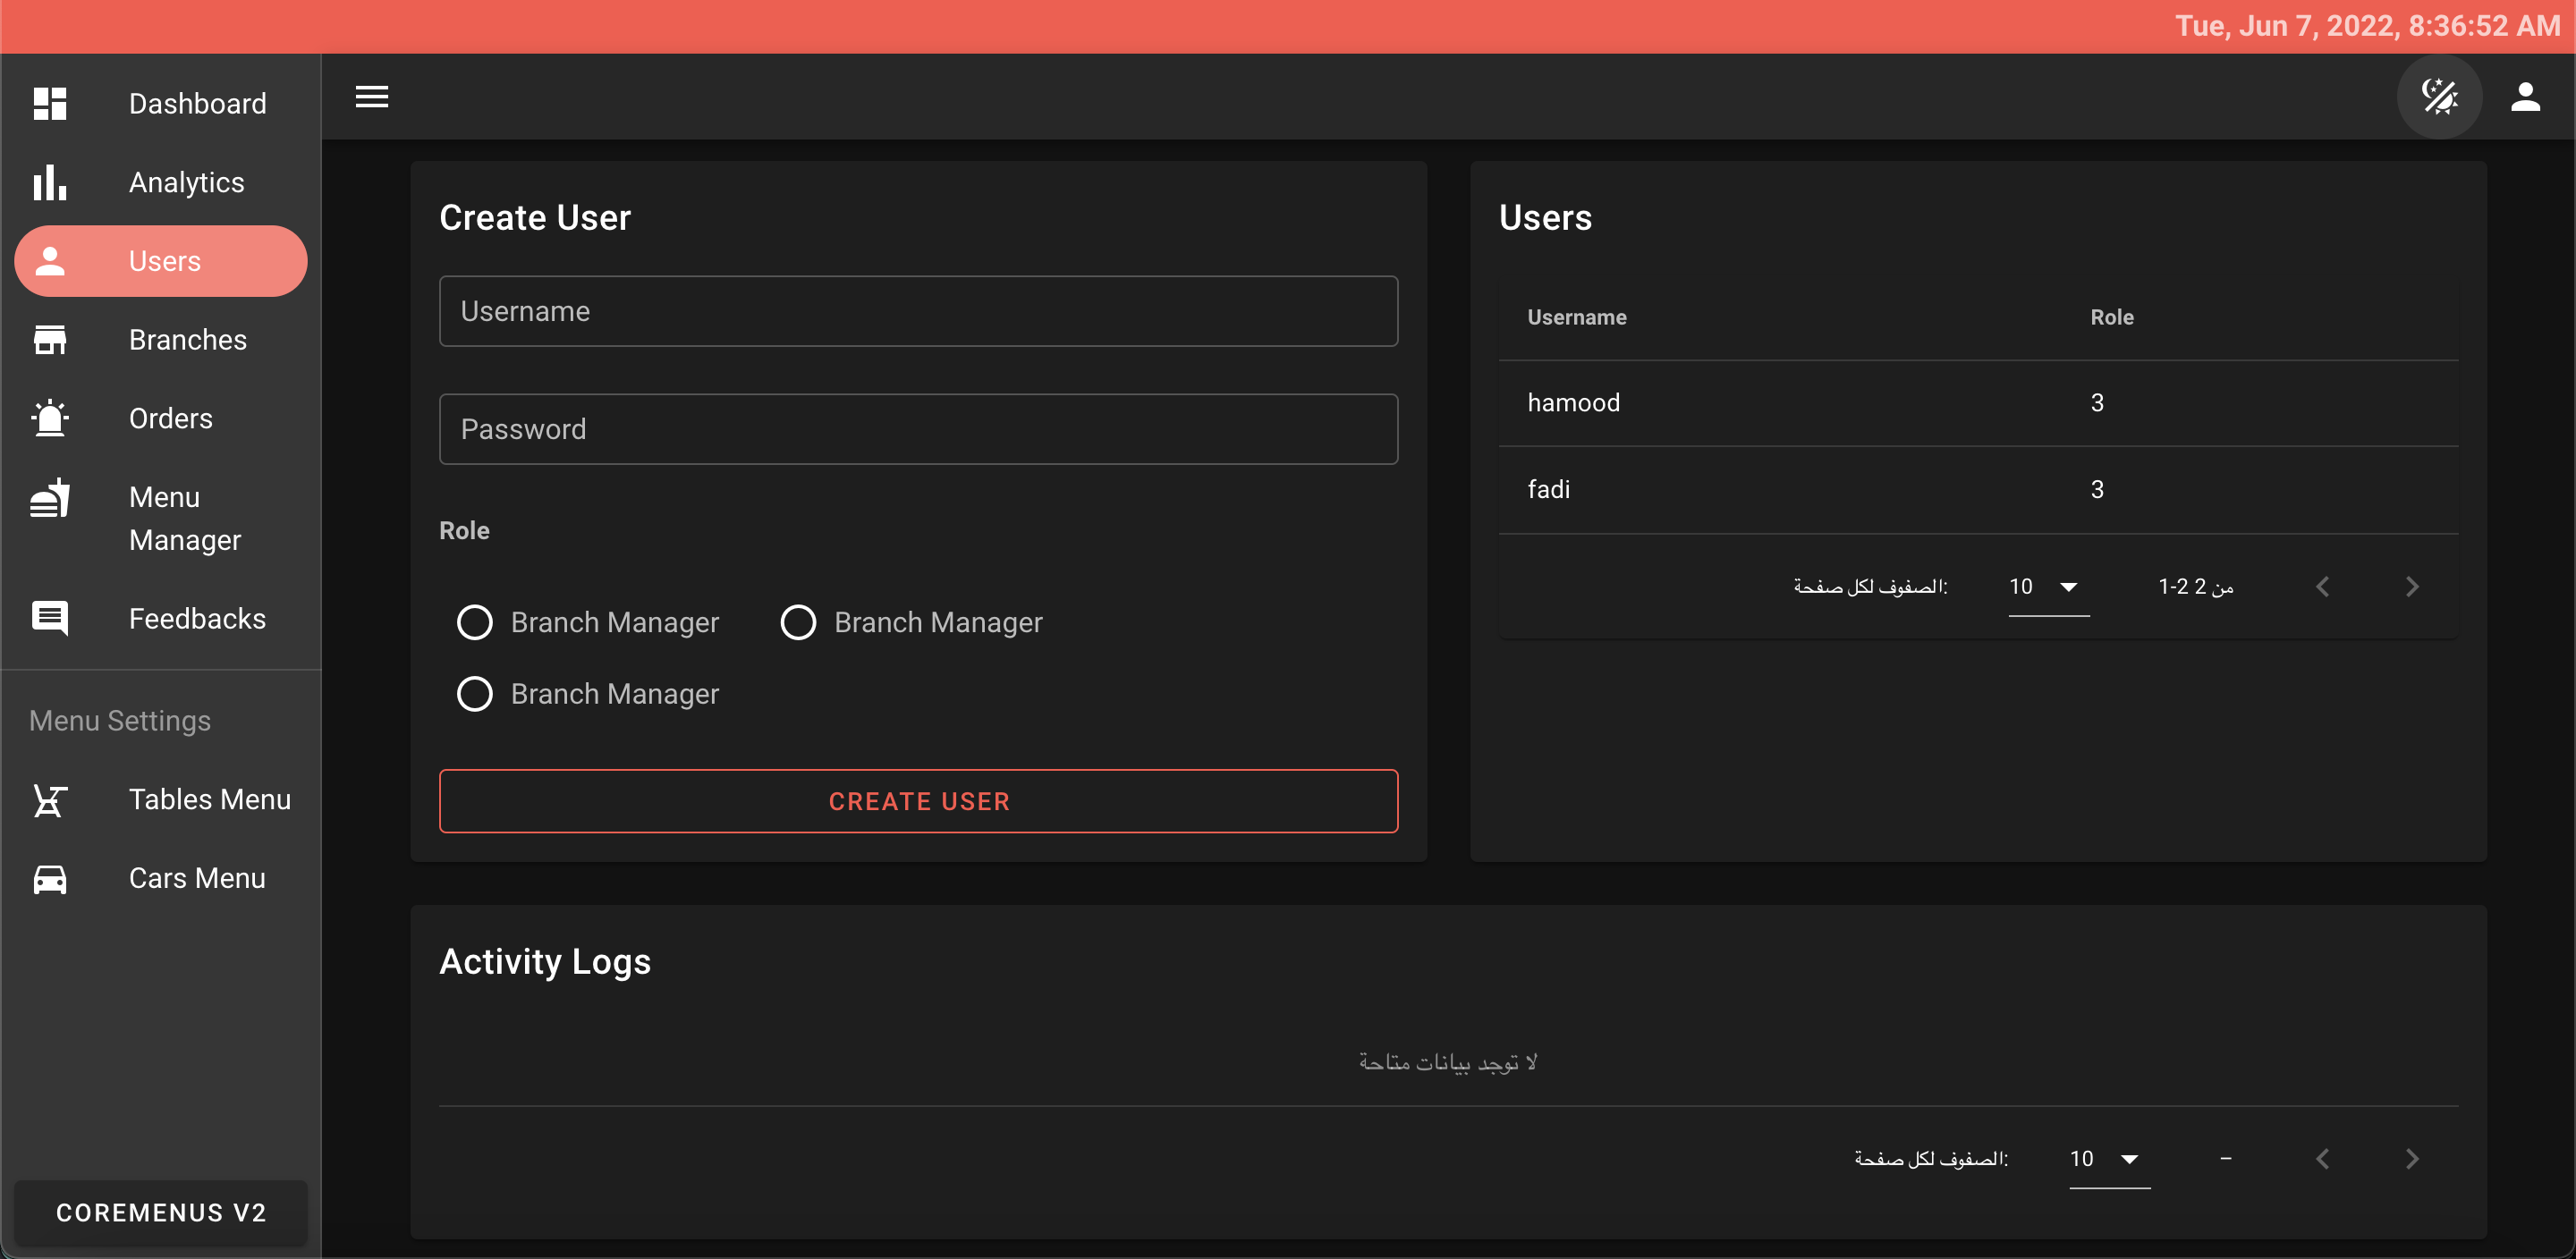 Tue, Jun 7, 2022, 8:36:52 AM
Dashboard
Analytics
Users
Branches
Orders
Menu
Manager
Feedbacks
Menu Settings
Tables Menu
Cars Menu
COREMENUS V2
Create User
Username
Password
Role
Branch Manager
Branch Manager
Branch Manager
CREATE USER
Users
Username Role
hamood 3
fadi 3
الصفوف لكل صفحة: 10 1-2 من 2
Activity Logs
لا توجد بيانات متاحة
الصفوف لكل صفحة: 10 –